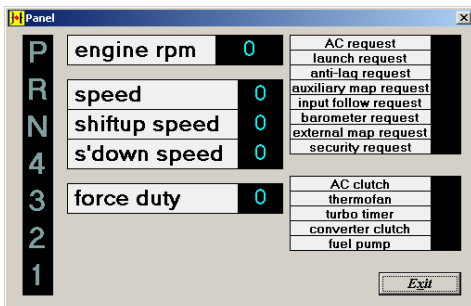 Panel
P
R
N
4
3
2
1
engine rpm 0
speed 0
shiftup speed 0
s'down speed 0
force duty 0
AC request
launch request
anti-lag request
auxiliary map request
input follow request
barometer request
external map request
security request
AC clutch
thermofan
turbo timer
converter clutch
fuel pump
Exit